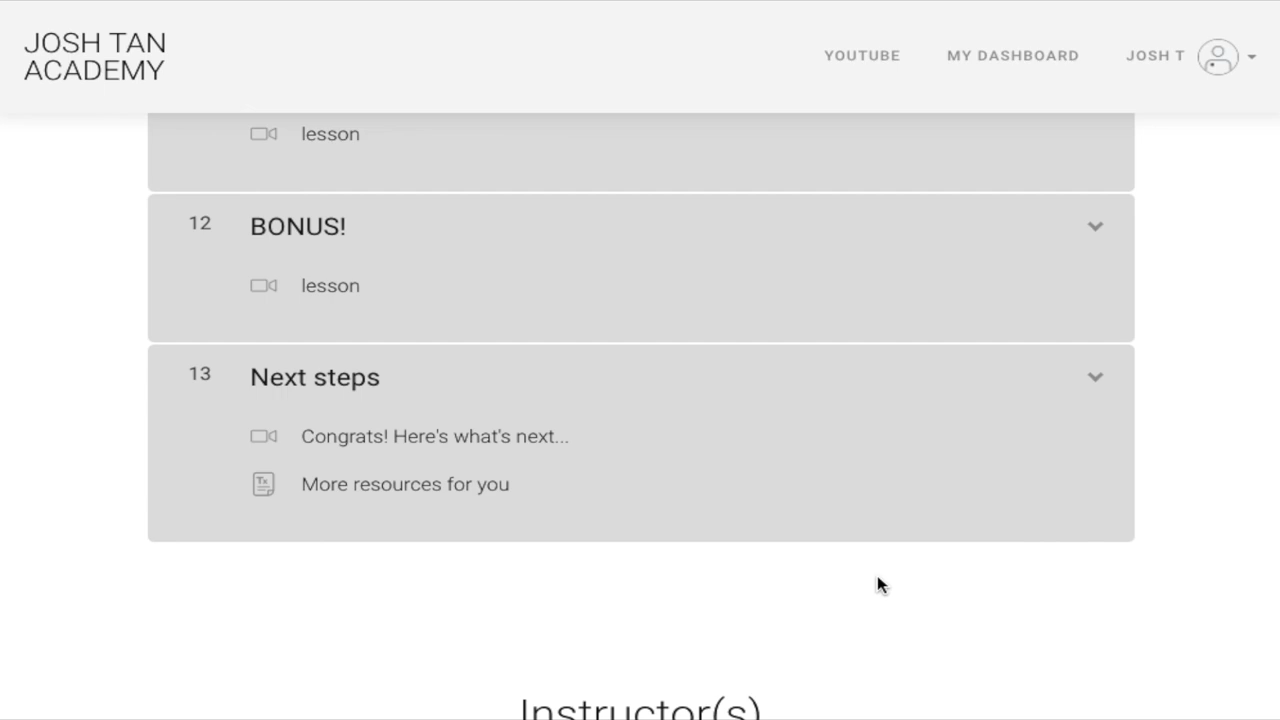 JOSH TAN
ACADEMY
YOUTUBE MY DASHBOARD JOSH T
lesson
12 BONUS!
lesson
13 Next steps
Congrats! Here's what's next...
Tx More resources for you
Instructor(s)